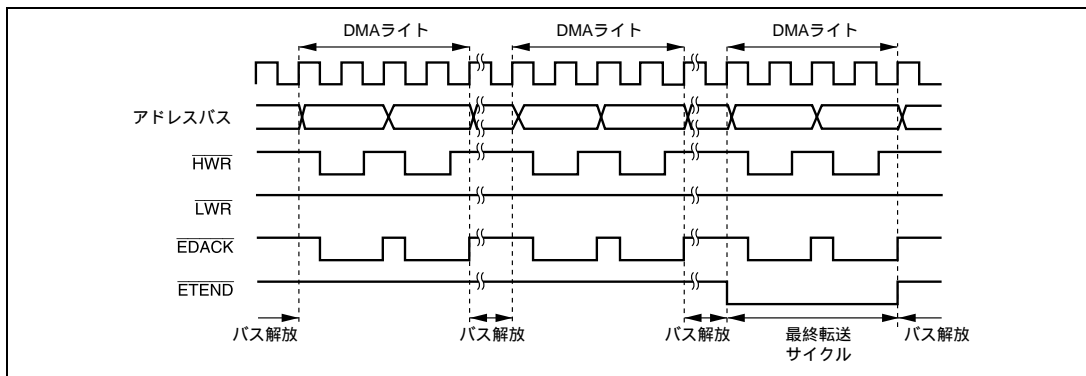 DMAライト DMAライト DMAライト
アドレスバス
HWR
LWR
EDACK
ETEND
バス解放 バス解放 バス解放 最終転送サイクル バス解放